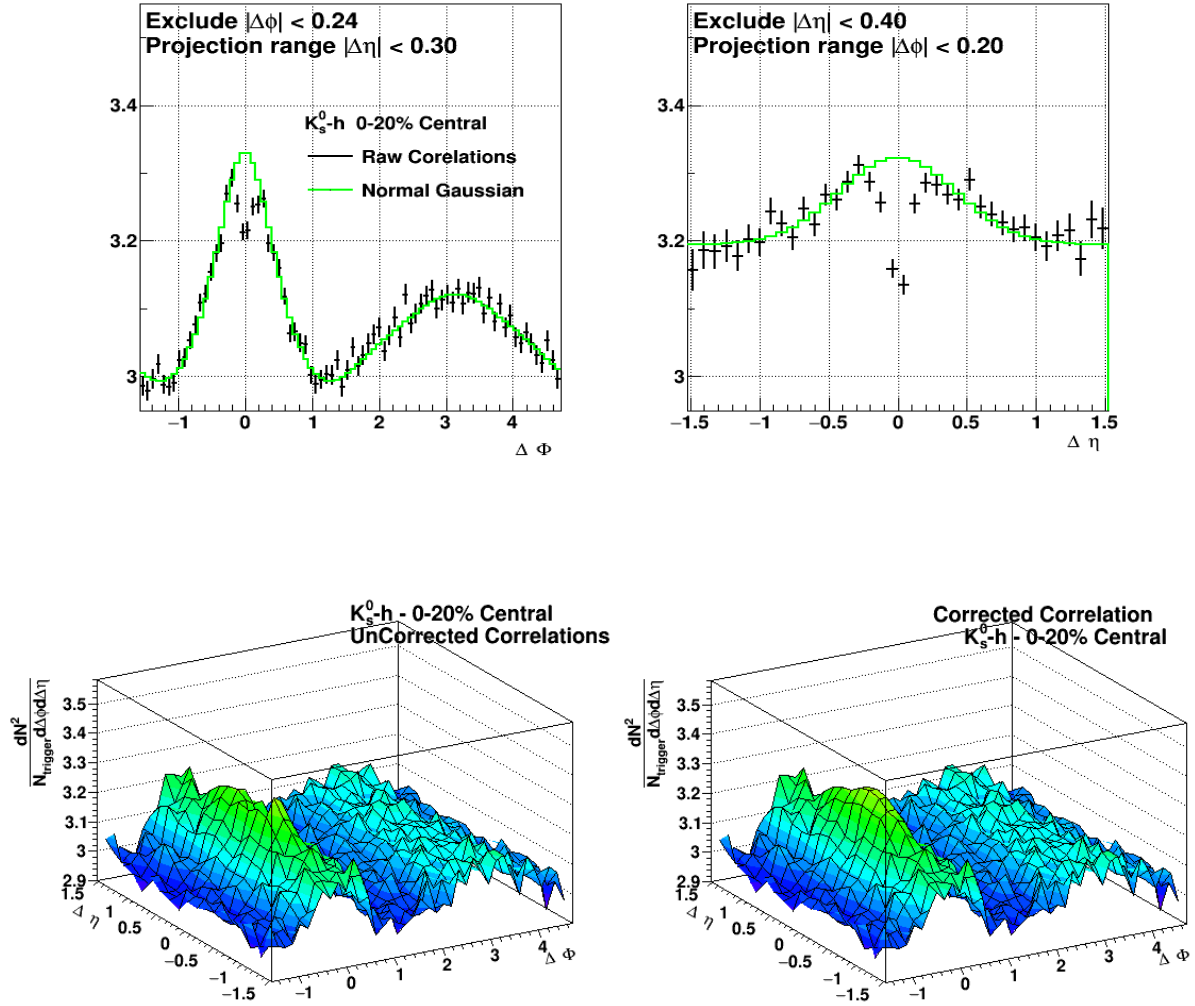 Exclude |Δϕ| < 0.24
Projection range |Δη| < 0.30
K⁰ₛ-h 0-20% Central
Raw Corelations
Normal Gaussian
3.4
3.2
3
−1 0 1 2 3 4
Δ Φ
Exclude |Δη| < 0.40
Projection range |Δϕ| < 0.20
3.4
3.2
3
−1.5 −1 −0.5 0 0.5 1 1.5
Δ η
K⁰ₛ-h - 0-20% Central
UnCorrected Correlations
dN²
N_trigger dΔϕdΔη
3.5
3.4
3.3
3.2
3.1
3
2.9
1.5
1
0.5
0
−0.5
−1
−1.5
Δ η
−1 0 1 2 3 4
Δ Φ
Corrected Correlation
K⁰ₛ-h - 0-20% Central
dN²
N_trigger dΔϕdΔη
3.5
3.4
3.3
3.2
3.1
3
2.9
1.5
1
0.5
0
−0.5
−1
−1.5
Δ η
−1 0 1 2 3 4
Δ Φ